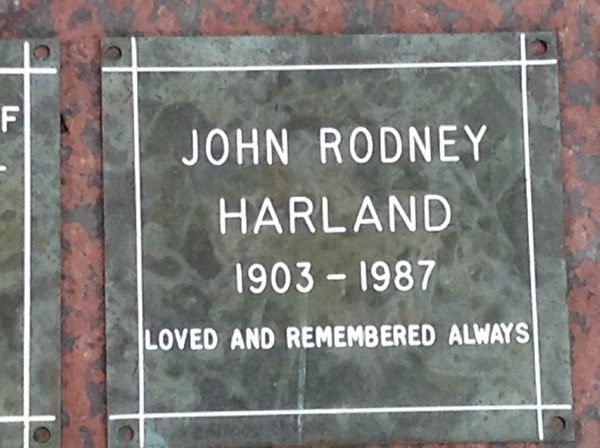 JOHN RODNEY
HARLAND
1903 – 1987
LOVED AND REMEMBERED ALWAYS